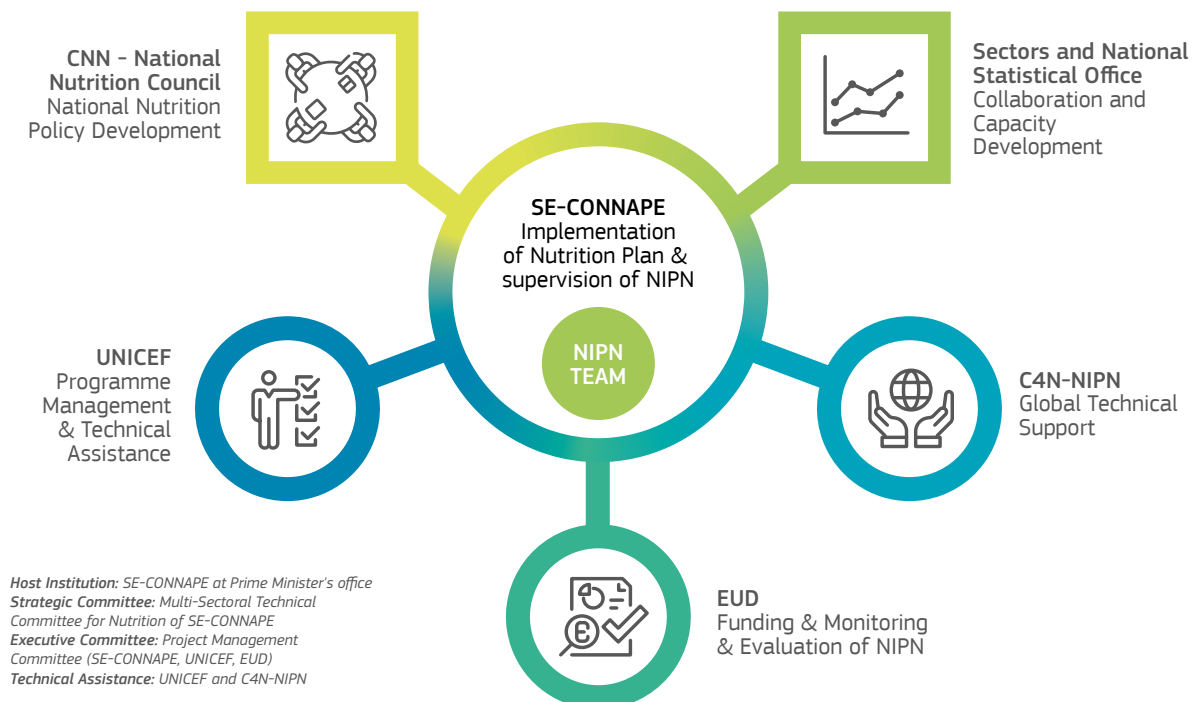 CNN - National
Nutrition Council
National Nutrition
Policy Development
Sectors and National
Statistical Office
Collaboration and
Capacity
Development
SE-CONNAPE
Implementation
of Nutrition Plan &
supervision of NIPN
NIPN
TEAM
UNICEF
Programme
Management
& Technical
Assistance
C4N-NIPN
Global Technical
Support
EUD
Funding & Monitoring
& Evaluation of NIPN
Host Institution: SE-CONNAPE at Prime Minister's office
Strategic Committee: Multi-Sectoral Technical
Committee for Nutrition of SE-CONNAPE
Executive Committee: Project Management
Committee (SE-CONNAPE, UNICEF, EUD)
Technical Assistance: UNICEF and C4N-NIPN